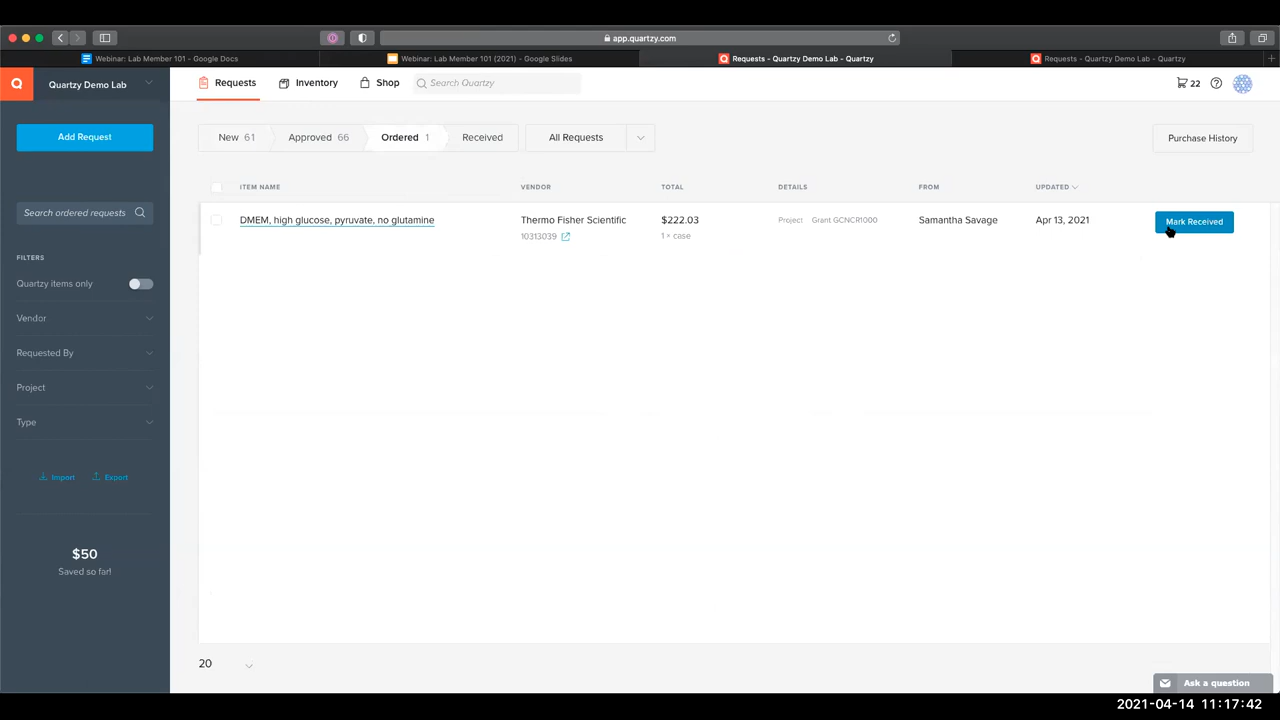 app.quartzy.com
Webinar: Lab Member 101 - Google Docs
Webinar: Lab Member 101 (2021) - Google Slides
Requests - Quartzy Demo Lab - Quartzy
Requests - Quartzy Demo Lab - Quartzy
Quartzy Demo Lab
Requests
Inventory
Shop
Search Quartzy
22
Add Request
New 61
Approved 66
Ordered 1
Received
All Requests
Purchase History
ITEM NAME
VENDOR
TOTAL
DETAILS
FROM
UPDATED
Search ordered requests
DMEM, high glucose, pyruvate, no glutamine
Thermo Fisher Scientific
$222.03
Project Grant GCNCR1000
Samantha Savage
Apr 13, 2021
Mark Received
10313039
1 × case
FILTERS
Quartzy items only
Vendor
Requested By
Project
Type
Import
Export
$50
Saved so far!
20
Ask a question
2021-04-14 11:17:42